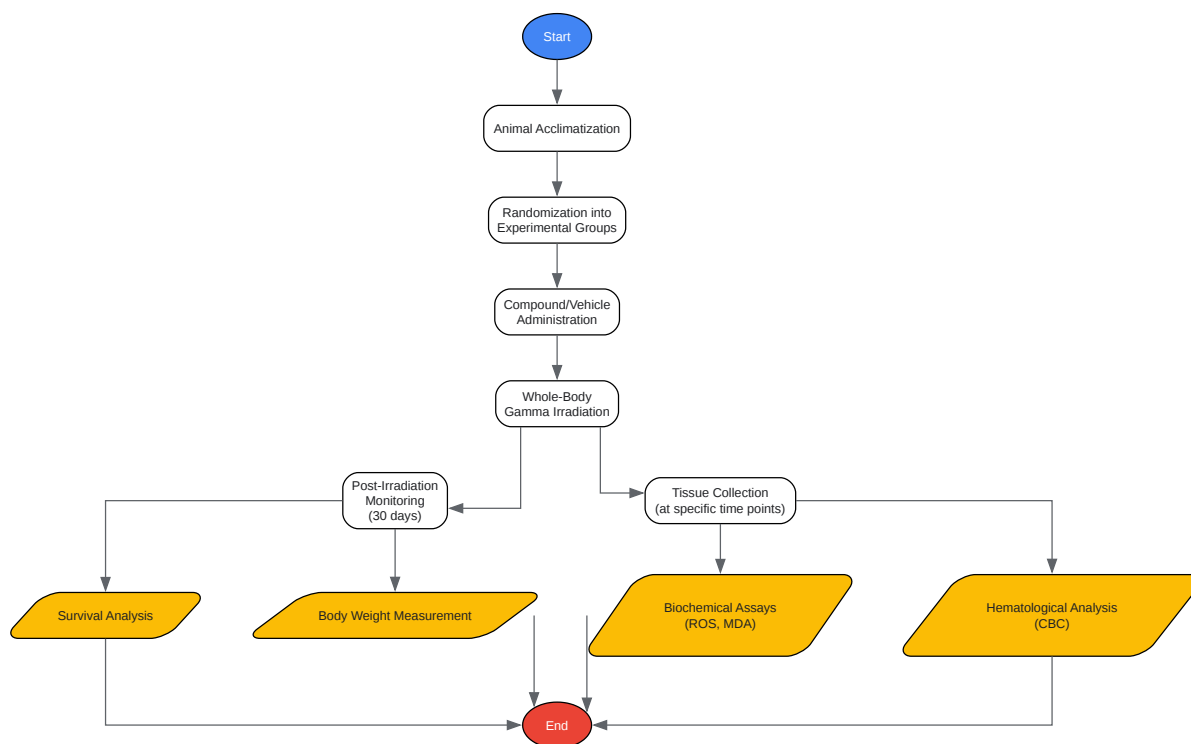 Start
Animal Acclimatization
Randomization into
Experimental Groups
Compound/Vehicle
Administration
Whole-Body
Gamma Irradiation
Post-Irradiation
Monitoring
(30 days)
Tissue Collection
(at specific time points)
Survival Analysis
Body Weight Measurement
Biochemical Assays
(ROS, MDA)
Hematological Analysis
(CBC)
End